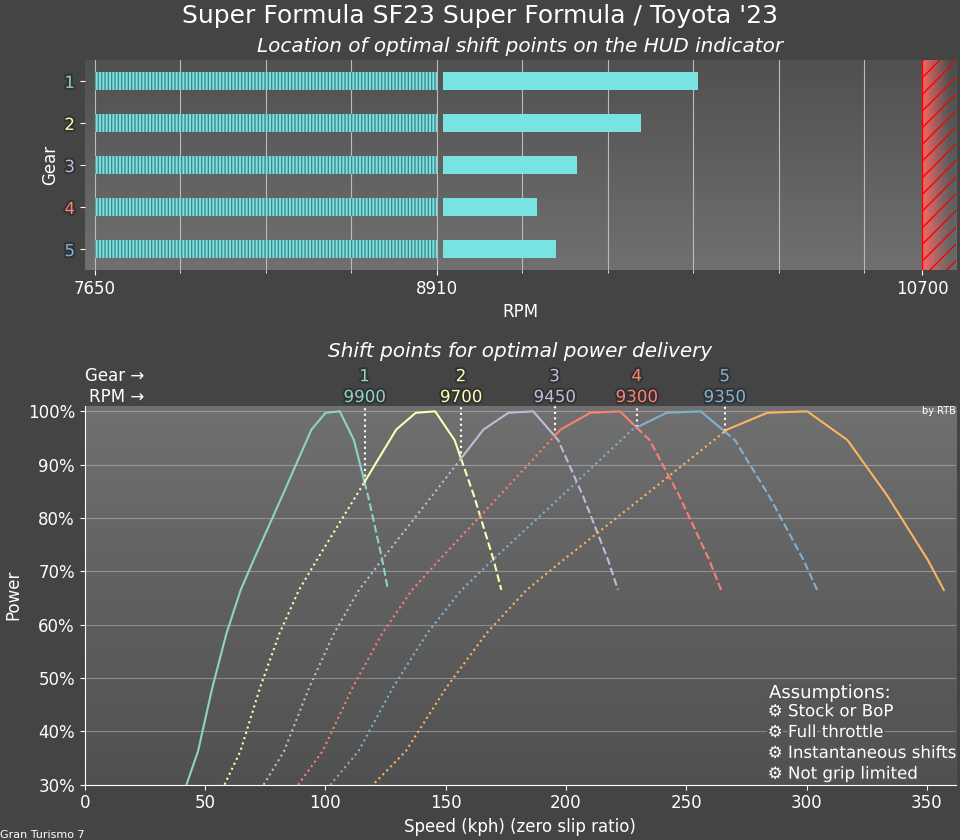 Super Formula SF23 Super Formula / Toyota '23
Location of optimal shift points on the HUD indicator
Gear
1
2
3
4
5
7650 8910 10700
RPM
Shift points for optimal power delivery
Gear → 1 2 3 4 5
RPM → 9900 9700 9450 9300 9350
by RTB
Power
100%
90%
80%
70%
60%
50%
40%
30%
Assumptions:
⚙ Stock or BoP
⚙ Full throttle
⚙ Instantaneous shifts
⚙ Not grip limited
0 50 100 150 200 250 300 350
Speed (kph) (zero slip ratio)
Gran Turismo 7